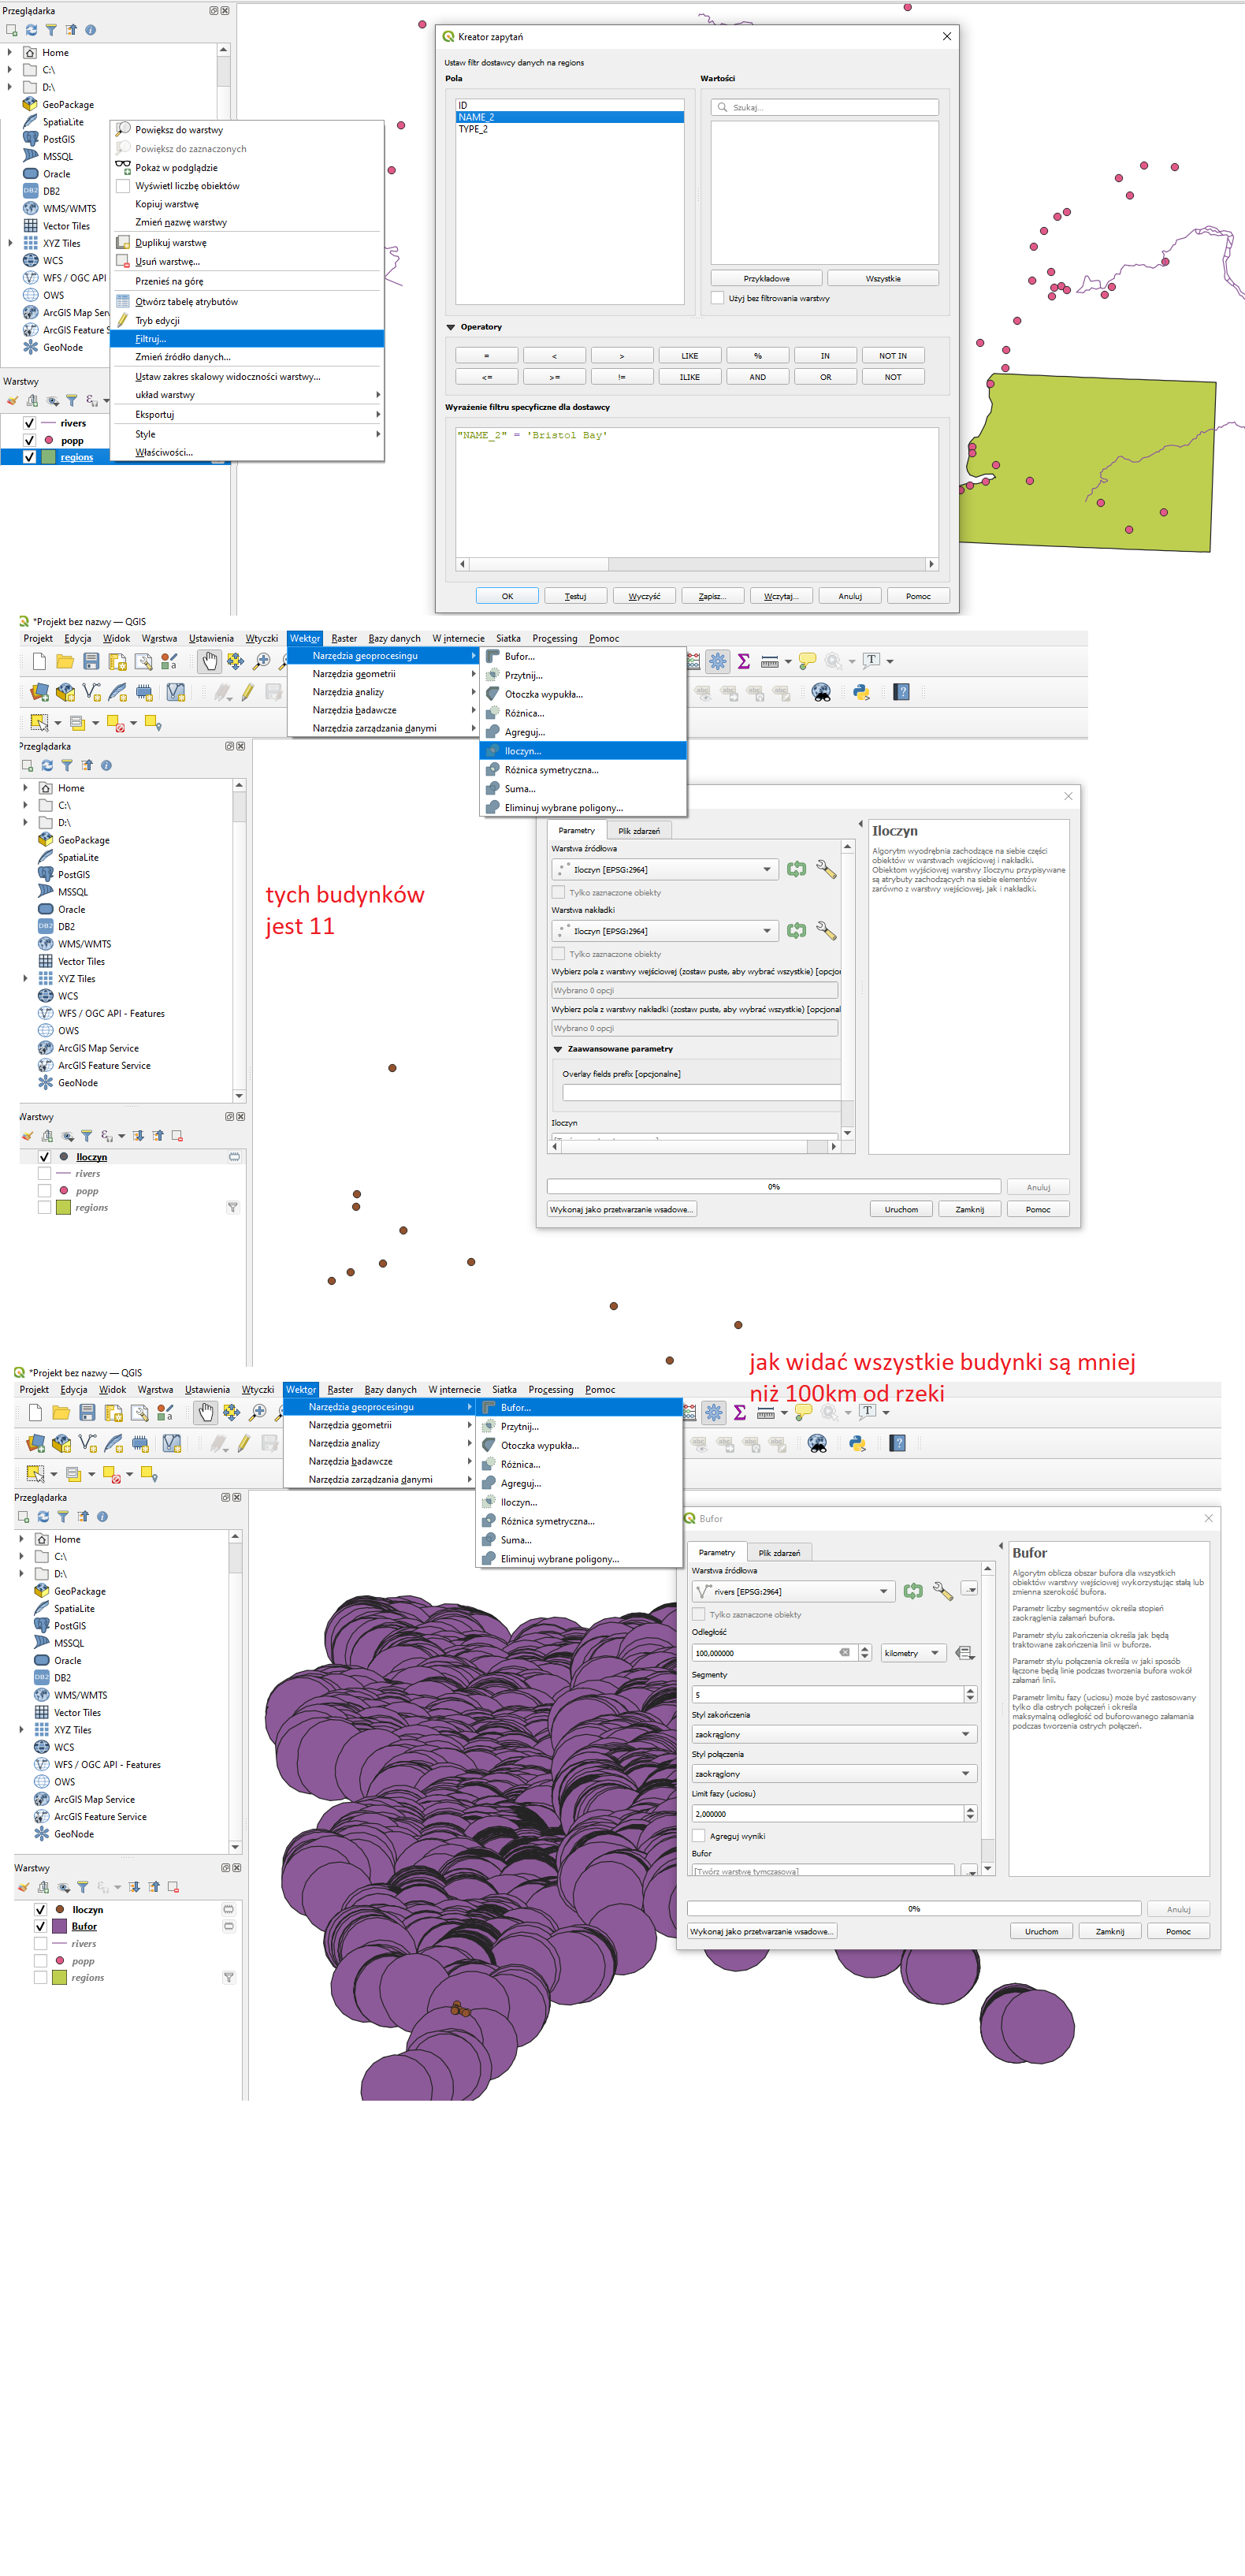 Przeglądarka
Home
C:\
D:\
GeoPackage
SpatiaLite
PostGIS
MSSQL
Oracle
DB2
WMS/WMTS
Vector Tiles
XYZ Tiles
WCS
WFS / OGC API
OWS
ArcGIS Map Serv
ArcGIS Feature S
GeoNode
Warstwy
rivers
popp
regions
Powiększ do warstwy
Powiększ do zaznaczonych
Pokaż w podglądzie
Wyświetl liczbę obiektów
Kopiuj warstwę
Zmień nazwę warstwy
Duplikuj warstwę
Usuń warstwę...
Przenieś na górę
Otwórz tabelę atrybutów
Tryb edycji
Filtruj...
Zmień źródło danych...
Ustaw zakres skalowy widoczności warstwy...
układ warstwy
Eksportuj
Style
Właściwości...
Kreator zapytań
Ustaw filtr dostawcy danych na regions
Pola
Wartości
ID
NAME_2
TYPE_2
Szukaj...
Przykładowe Wszystkie
Użyj bez filtrowania warstwy
Operatory
= < > LIKE % IN NOT IN
<= >= != ILIKE AND OR NOT
Wyrażenie filtru specyficzne dla dostawcy
"NAME_2" = 'Bristol Bay'
OK Testuj Wyczyść Zapisz... Wczytaj... Anuluj Pomoc
*Projekt bez nazwy — QGIS
Projekt Edycja Widok Warstwa Ustawienia Wtyczki Wektor Raster Bazy danych W internecie Siatka Processing Pomoc
Narzędzia geoprocesingu
Narzędzia geometrii
Narzędzia analizy
Narzędzia badawcze
Narzędzia zarządzania danymi
Bufor...
Przytnij...
Otoczka wypukła...
Różnica...
Agreguj...
Iloczyn...
Różnica symetryczna...
Suma...
Eliminuj wybrane poligony...
Przeglądarka
Home
C:\
D:\
GeoPackage
SpatiaLite
PostGIS
MSSQL
Oracle
DB2
WMS/WMTS
Vector Tiles
XYZ Tiles
WCS
WFS / OGC API - Features
OWS
ArcGIS Map Service
ArcGIS Feature Service
GeoNode
Warstwy
Iloczyn
rivers
popp
regions
tych budynków
jest 11
Parametry Plik zdarzeń
Warstwa źródłowa
Iloczyn [EPSG:2964]
Tylko zaznaczone obiekty
Warstwa nakładki
Iloczyn [EPSG:2964]
Tylko zaznaczone obiekty
Wybierz pola z warstwy wejściowej (zostaw puste, aby wybrać wszystkie) [opcjon
Wybrano 0 opcji
Wybierz pola z warstwy nakładki (zostaw puste, aby wybrać wszystkie) [opcjonal
Wybrano 0 opcji
Zaawansowane parametry
Overlay fields prefix [opcjonalne]
Iloczyn
Iloczyn
Algorytm wyodrębnia zachodzące na siebie części
obiektów w warstwach wejściowej i nakładki.
Obiektom wyjściowej warstwy Iloczynu przypisywane
są atrybuty zachodzących na siebie elementów
zarówno z warstwy wejściowej, jak i nakładki.
0% Anuluj
Wykonaj jako przetwarzanie wsadowe... Uruchom Zamknij Pomoc
jak widać wszystkie budynki są mniej
niż 100km od rzeki
*Projekt bez nazwy — QGIS
Projekt Edycja Widok Warstwa Ustawienia Wtyczki Wektor Raster Bazy danych W internecie Siatka Processing Pomoc
Narzędzia geoprocesingu
Narzędzia geometrii
Narzędzia analizy
Narzędzia badawcze
Narzędzia zarządzania danymi
Bufor...
Przytnij...
Otoczka wypukła...
Różnica...
Agreguj...
Iloczyn...
Różnica symetryczna...
Suma...
Eliminuj wybrane poligony...
Przeglądarka
Home
C:\
D:\
GeoPackage
SpatiaLite
PostGIS
MSSQL
Oracle
DB2
WMS/WMTS
Vector Tiles
XYZ Tiles
WCS
WFS / OGC API - Features
OWS
ArcGIS Map Service
ArcGIS Feature Service
GeoNode
Warstwy
Iloczyn
Bufor
rivers
popp
regions
Bufor
Parametry Plik zdarzeń
Warstwa źródłowa
rivers [EPSG:2964]
Tylko zaznaczone obiekty
Odległość
100,000000 kilometry
Segmenty
5
Styl zakończenia
zaokrąglony
Styl połączenia
zaokrąglony
Limit fazy (uciosu)
2,000000
Agreguj wyniki
Bufor
[Twórz warstwę tymczasową]
Bufor
Algorytm oblicza obszar bufora dla wszystkich
obiektów warstwy wejściowej wykorzystując stałą lub
zmienna szerokość bufora.
Parametr liczby segmentów określa stopień
zaokrąglenia załamań bufora.
Parametr stylu zakończenia określa jak będą
traktowane zakończenia linii w buforze.
Parametr stylu połączenia określa w jaki sposób
łączone będą linie podczas tworzenia bufora wokół
załamań linii.
Parametr limitu fazy (uciosu) może być zastosowany
tylko dla ostrych połączeń i określa
maksymalną odległość od buforowanego załamania
podczas tworzenia ostrych połączeń.
0% Anuluj
Wykonaj jako przetwarzanie wsadowe... Uruchom Zamknij Pomoc